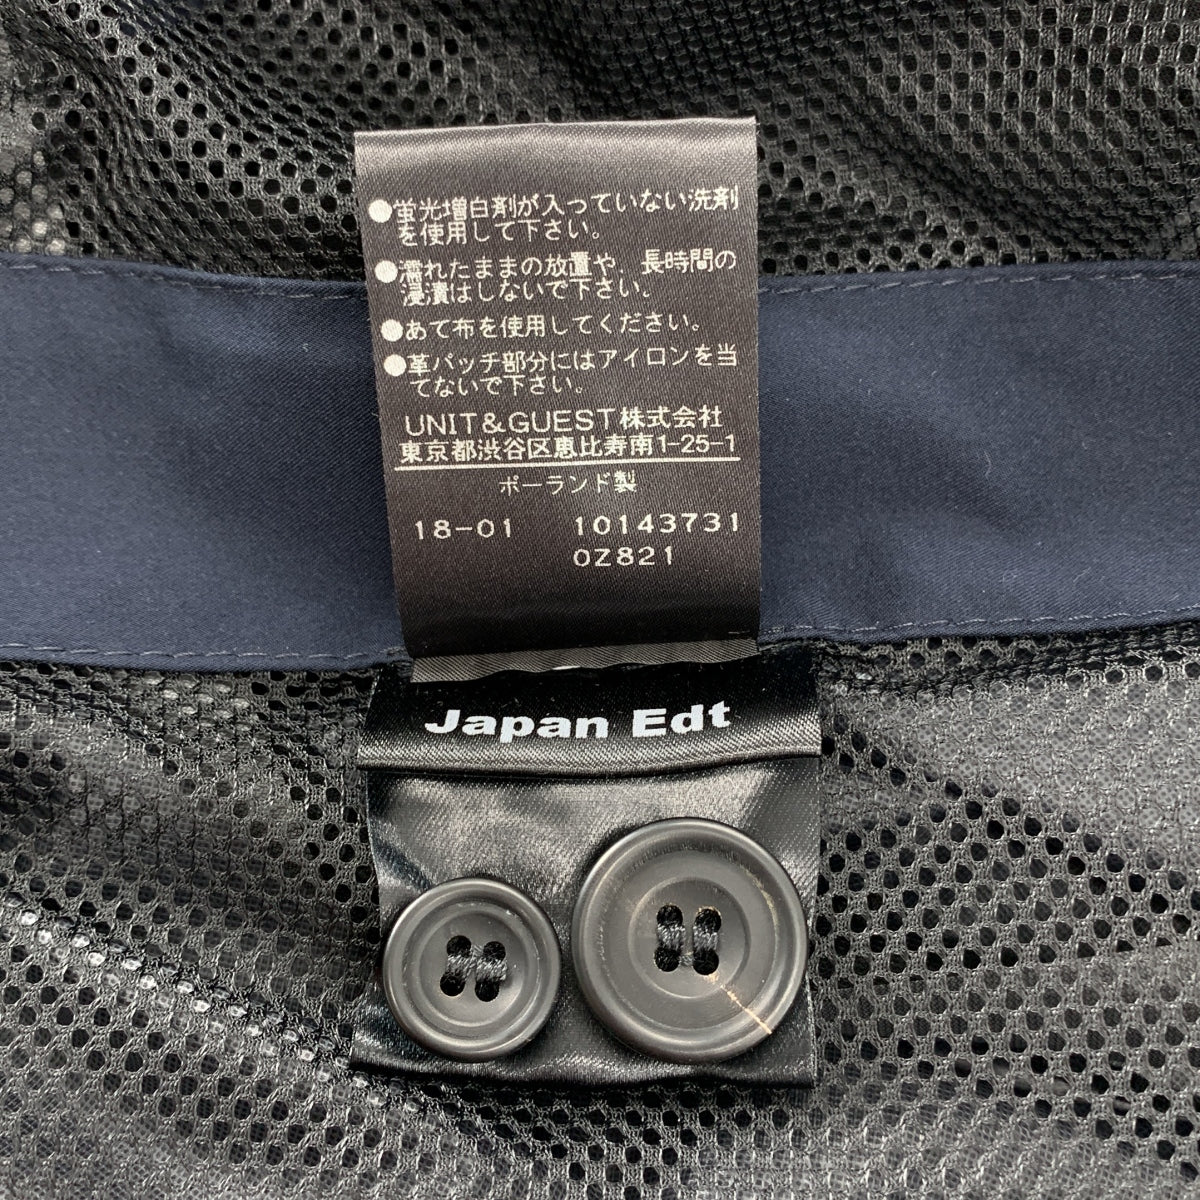 ●蛍光増白剤が入っていない洗剤
を使用して下さい。
●濡れたままの放置や、長時間の
浸漬はしないで下さい。
●あて布を使用してください。
●革パッチ部分にはアイロンを当
てないで下さい。
UNIT&GUEST株式会社
東京都渋谷区恵比寿南1-25-1
ポーランド製
18-01 10143731
0Z821
Japan Edt